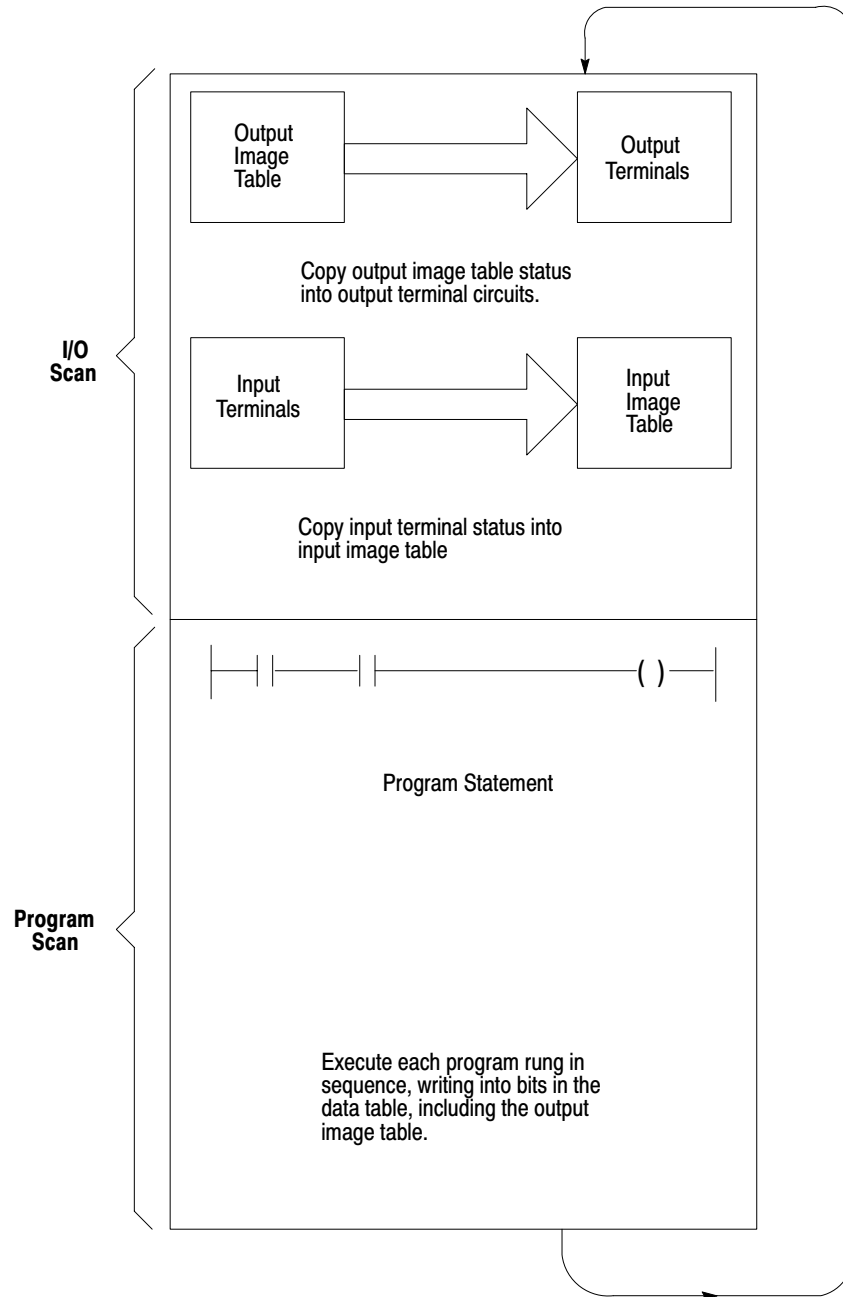 Output
Image
Table
Output
Terminals
Copy output image table status
into output terminal circuits.
I/O
Scan
Input
Terminals
Input
Image
Table
Copy input terminal status into
input image table
( )
Program Statement
Program
Scan
Execute each program rung in
sequence, writing into bits in the
data table, including the output
image table.